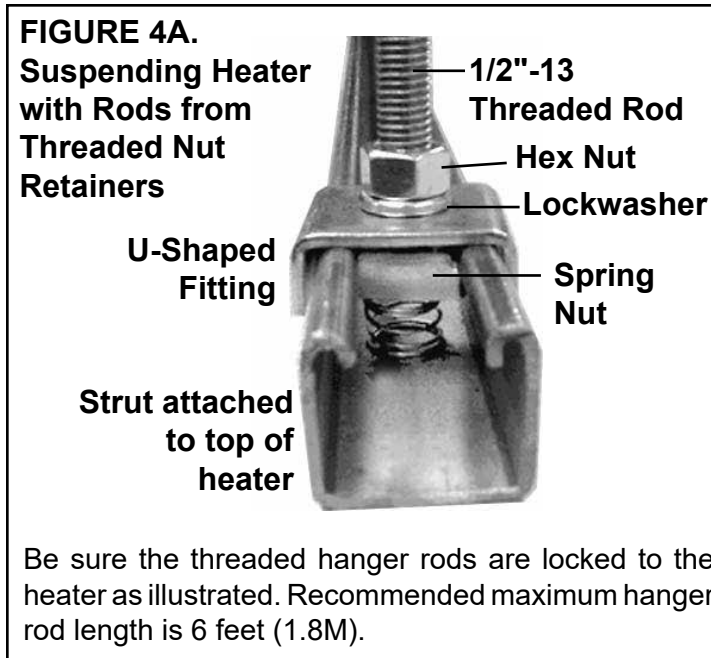 FIGURE 4A.
Suspending Heater
with Rods from
Threaded Nut
Retainers
1/2"-13
Threaded Rod
Hex Nut
Lockwasher
U-Shaped
Fitting
Spring
Nut
Strut attached
to top of
heater
Be sure the threaded hanger rods are locked to the
heater as illustrated. Recommended maximum hanger
rod length is 6 feet (1.8M).